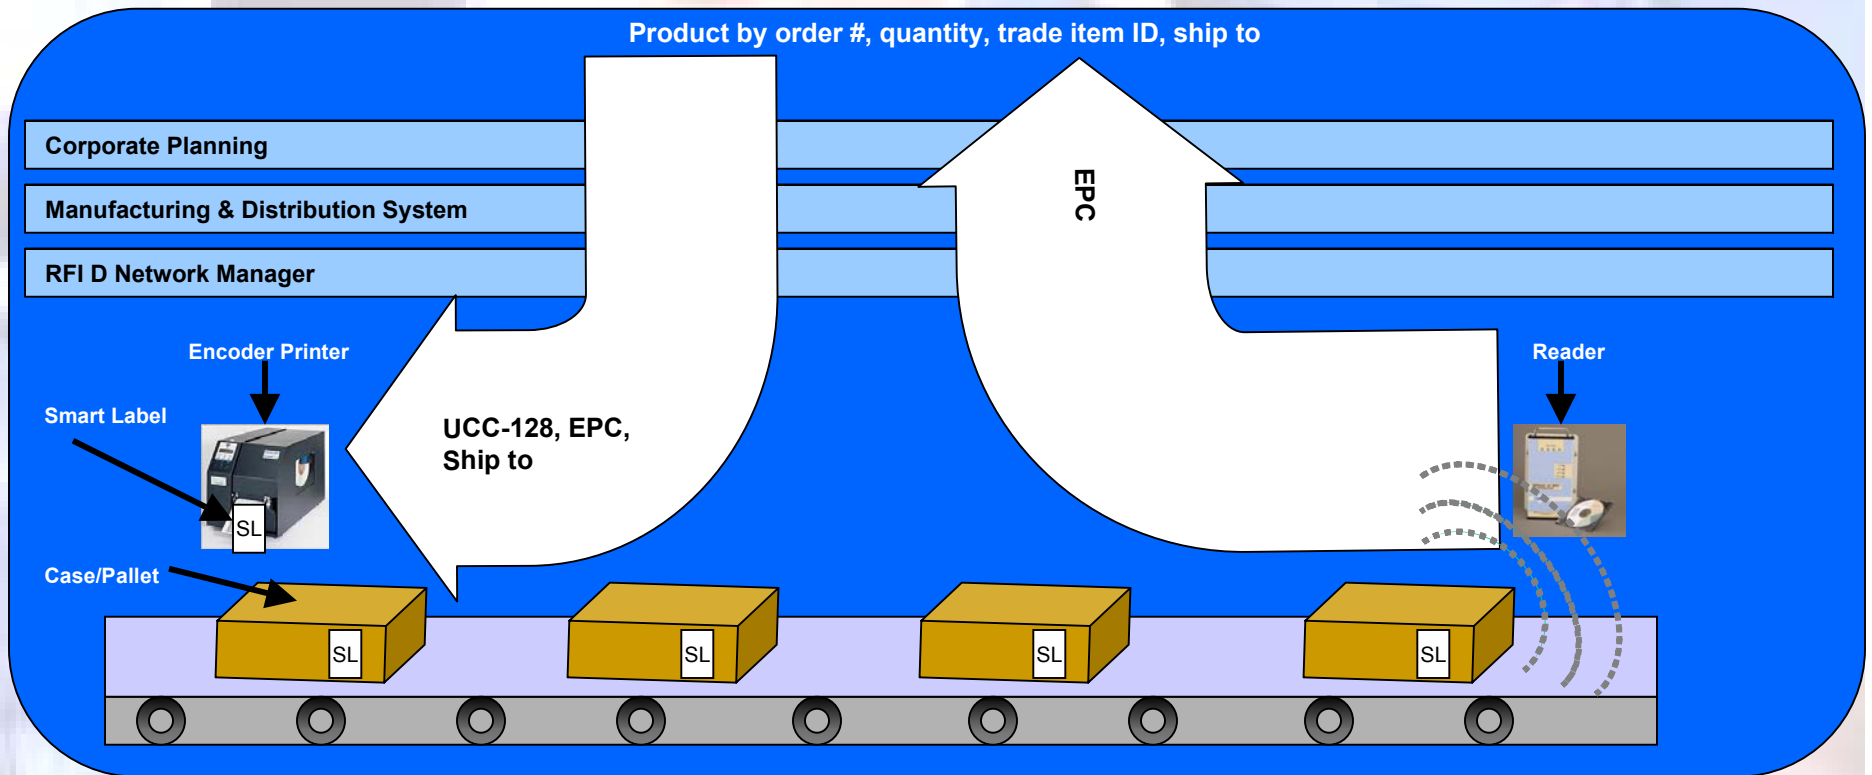 Product by order #, quantity, trade item ID, ship to
Corporate Planning
Manufacturing & Distribution System
RFI D Network Manager
EPC
Encoder Printer
Reader
Smart Label
UCC-128, EPC,
Ship to
SL
Case/Pallet
SL
SL
SL
SL